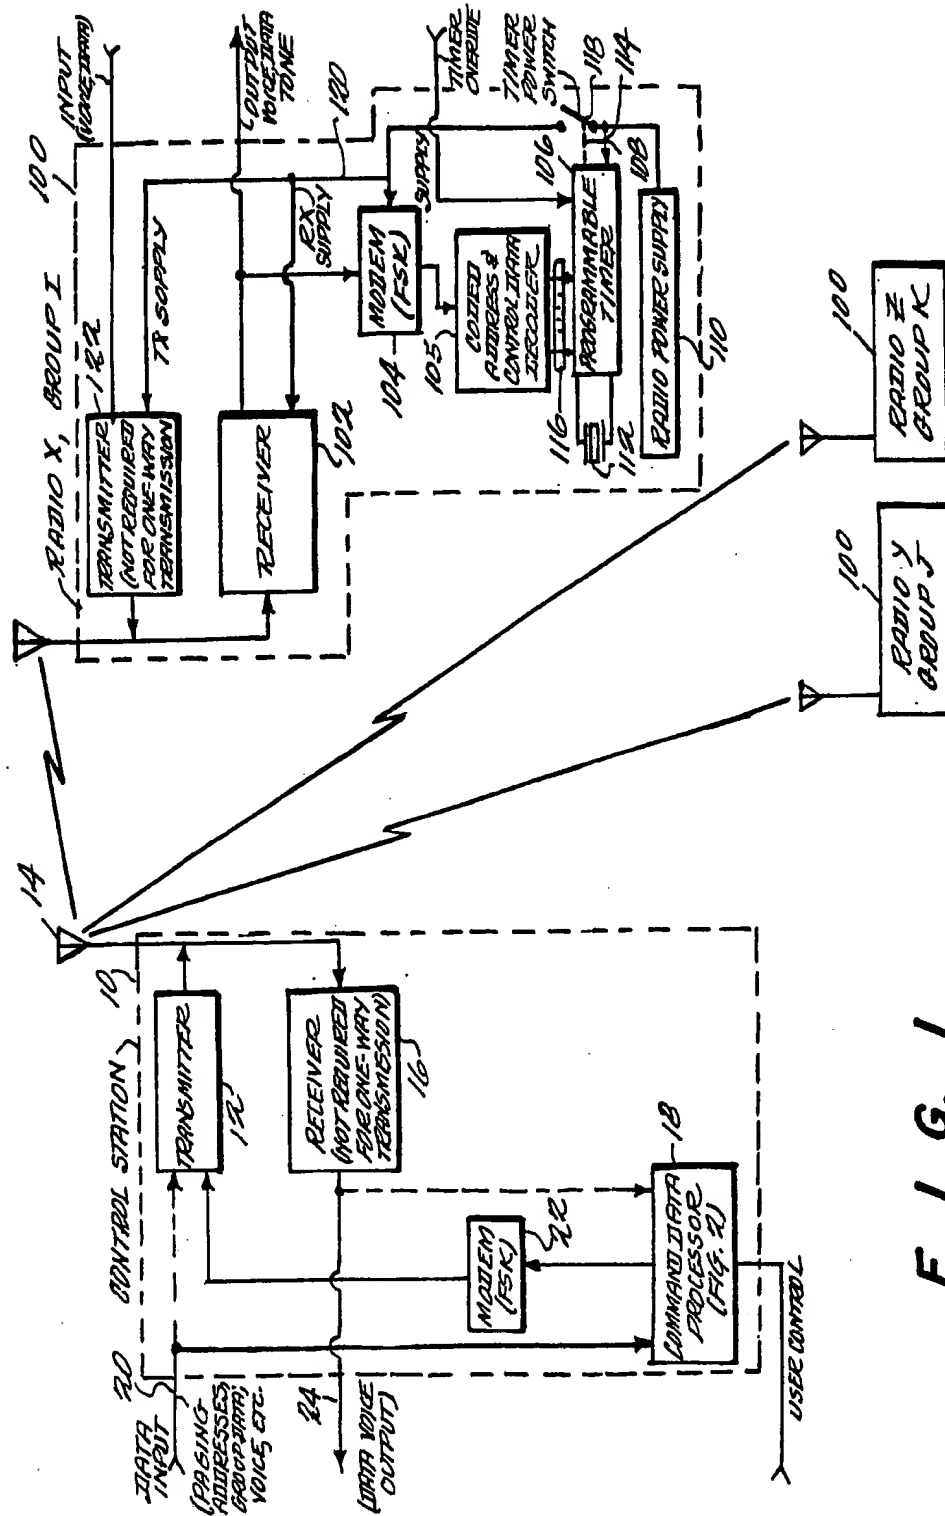 14
10
CONTROL STATION
20
DATA
INPUT
(PAGING
ADDRESSES,
GROUP DATA,
VOICE, ETC.
TRANSMITTER
12
RECEIVER
(NOT REQUIRED
FOR ONE-WAY
TRANSMISSION)
16
24
(DATA VOICE
OUTPUT)
MODEM
(FSK)
22
COMMAND DATA
PROCESSOR
(FIG. 2)
18
USER CONTROL
RADIO X, GROUP I
100
TRANSMITTER
(NOT REQUIRED
FOR ONE-WAY
TRANSMISSION
122
INPUT
(VOICE/DATA)
TR SUPPLY
RECEIVER
102
OUTPUT
VOICE/DATA
TONE
120
RX
SUPPLY
MODEM
(FSK)
104
SUPPLY
TIMER
OVERIDE
105
CODED
ADDRESS &
CONTROL DATA
DECODER
116
106
PROGRAMMABLE
TIMER
112
TIMER
POWER
SWITCH
118
114
108
RADIO POWER SUPPLY
110
RADIO Y
GROUP J
100
RADIO Z
GROUP K
100
FIG. 1